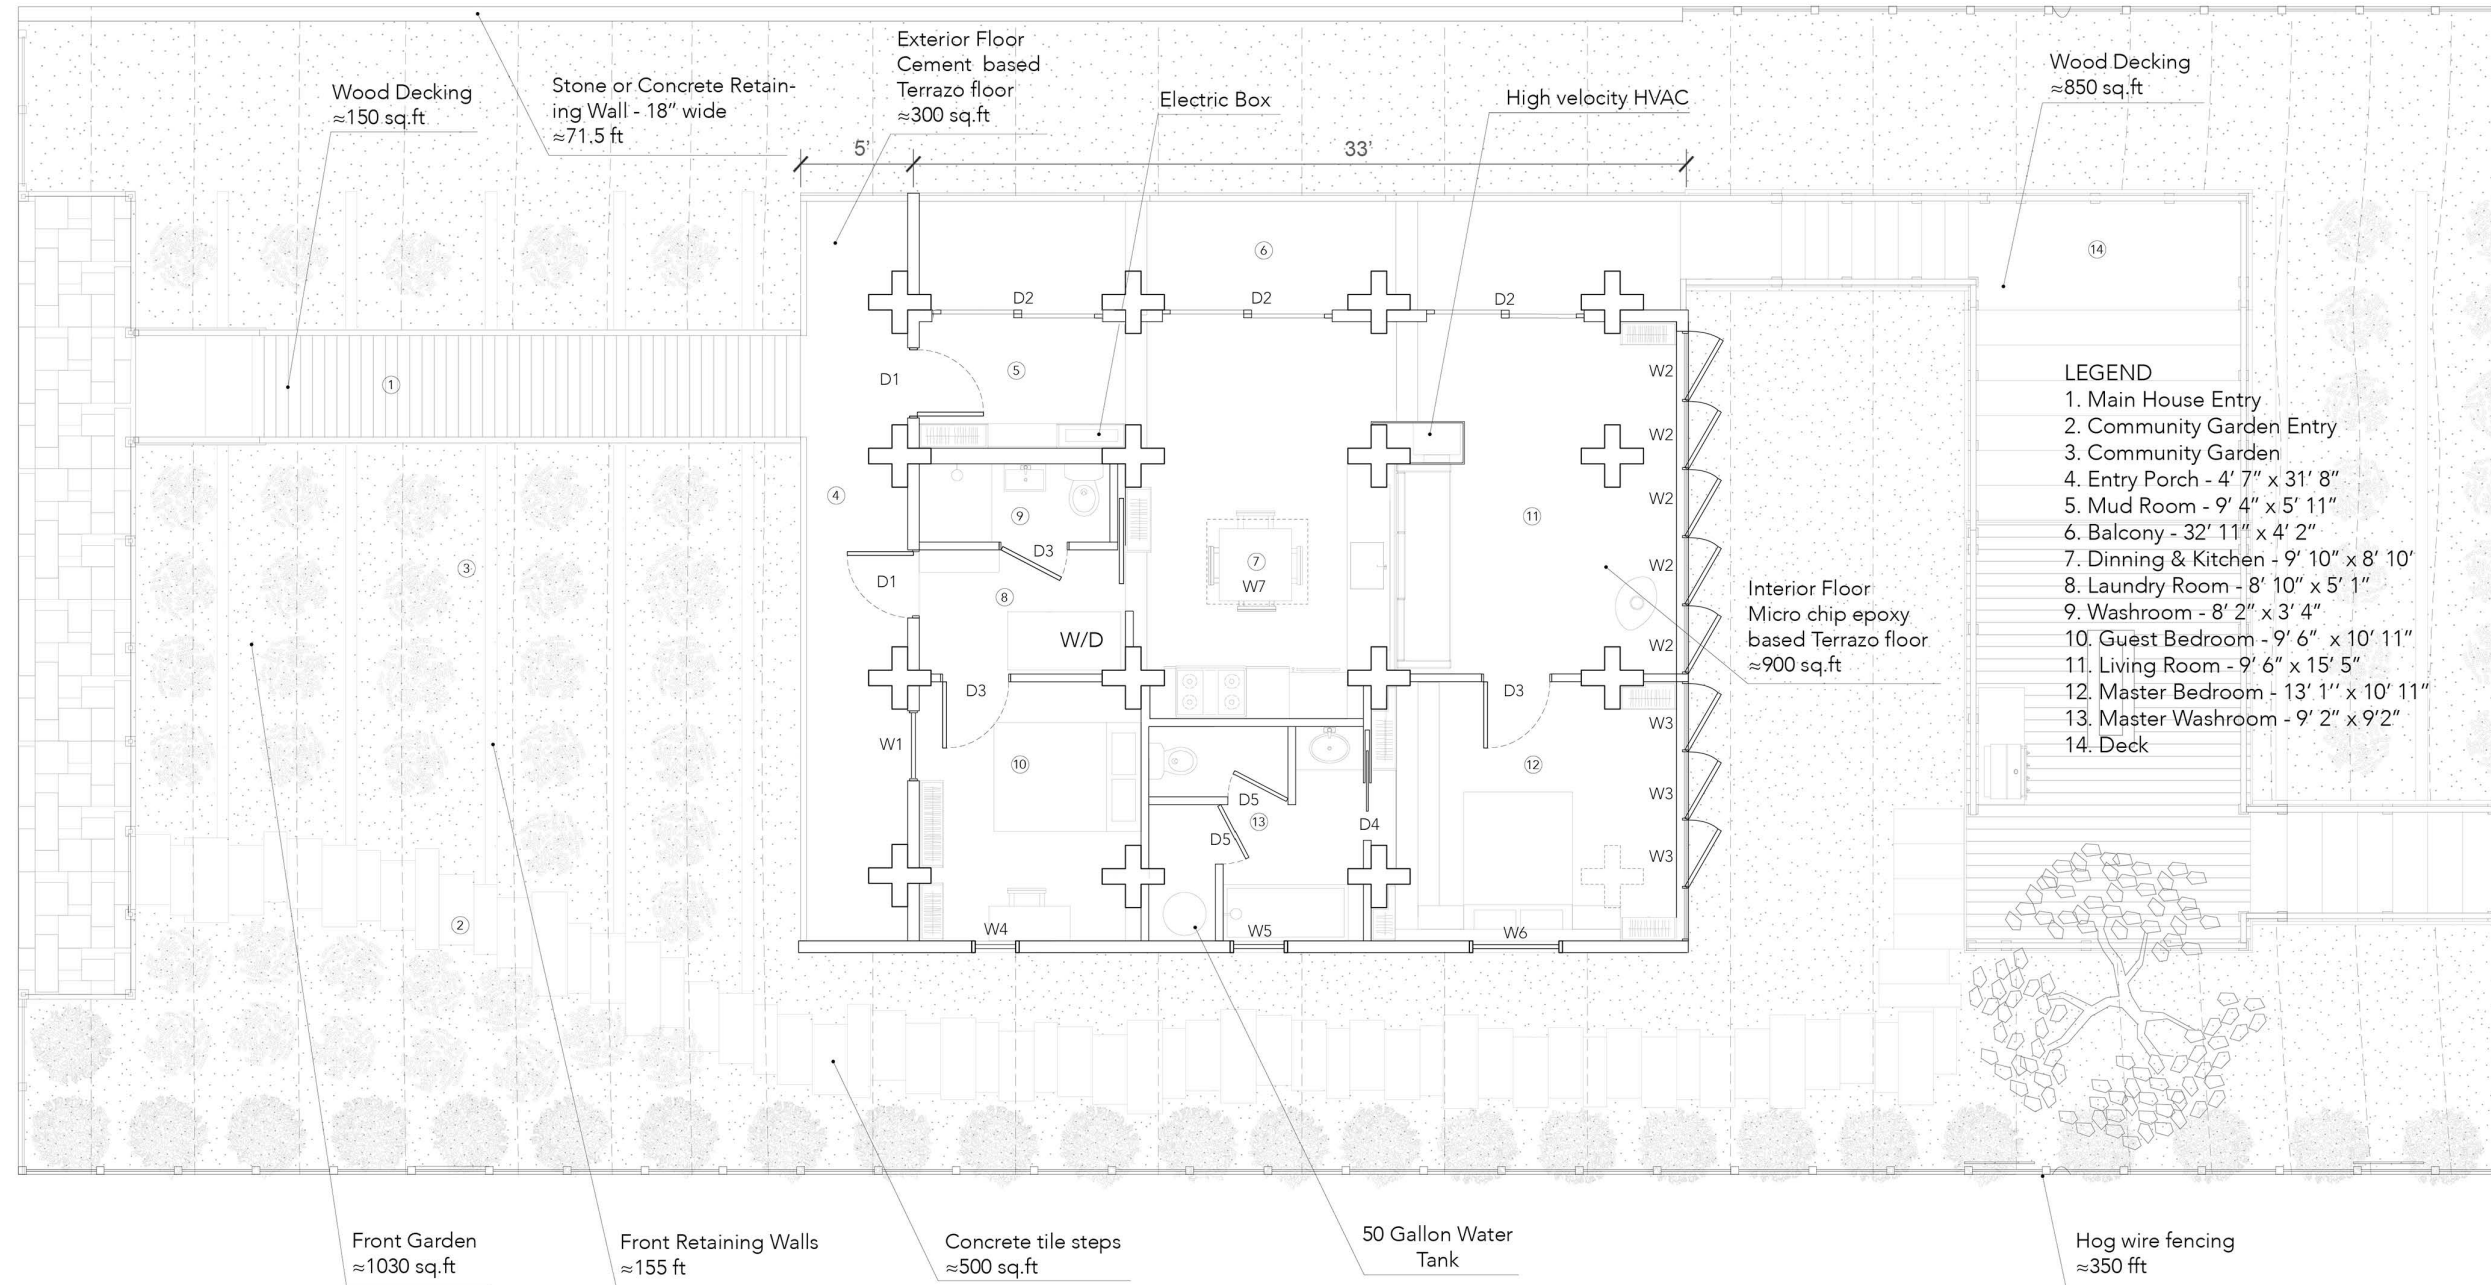 Wood Decking
≈150 sq.ft
Stone or Concrete Retain-
ing Wall - 18" wide
≈71.5 ft
Exterior Floor
Cement based
Terrazo floor
≈300 sq.ft
Electric Box
High velocity HVAC
Wood Decking
≈850 sq.ft
5'
33'
6
14
D2
D2
D2
1
D1
5
W2
LEGEND
1. Main House Entry
2. Community Garden Entry
3. Community Garden
4. Entry Porch - 4' 7" x 31' 8"
5. Mud Room - 9' 4" x 5' 11"
6. Balcony - 32' 11" x 4' 2"
7. Dinning & Kitchen - 9' 10" x 8' 10'
8. Laundry Room - 8' 10" x 5' 1"
9. Washroom - 8' 2" x 3' 4"
10. Guest Bedroom - 9' 6" x 10' 11"
11. Living Room - 9' 6" x 15' 5"
12. Master Bedroom - 13' 1'' x 10' 11"
13. Master Washroom - 9' 2" x 9'2"
14. Deck
W2
4
W2
9
11
D3
3
D1
7
W2
W7
8
Interior Floor
Micro chip epoxy
based Terrazo floor
≈900 sq.ft
W/D
W2
D3
D3
W3
W1
10
12
D5
W3
13
D5
D4
W3
2
W4
W5
W6
Front Garden
≈1030 sq.ft
Front Retaining Walls
≈155 ft
Concrete tile steps
≈500 sq.ft
50 Gallon Water
Tank
Hog wire fencing
≈350 fft